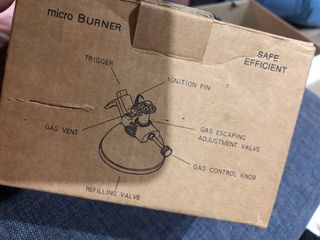 micro BURNER
SAFE
EFFICIENT
TRIGGER
IGNITION PIN
GAS VENT
GAS ESCAPING
ADJUSTMENT VALVE
GAS CONTROL KNOB
REFILLING VALVE